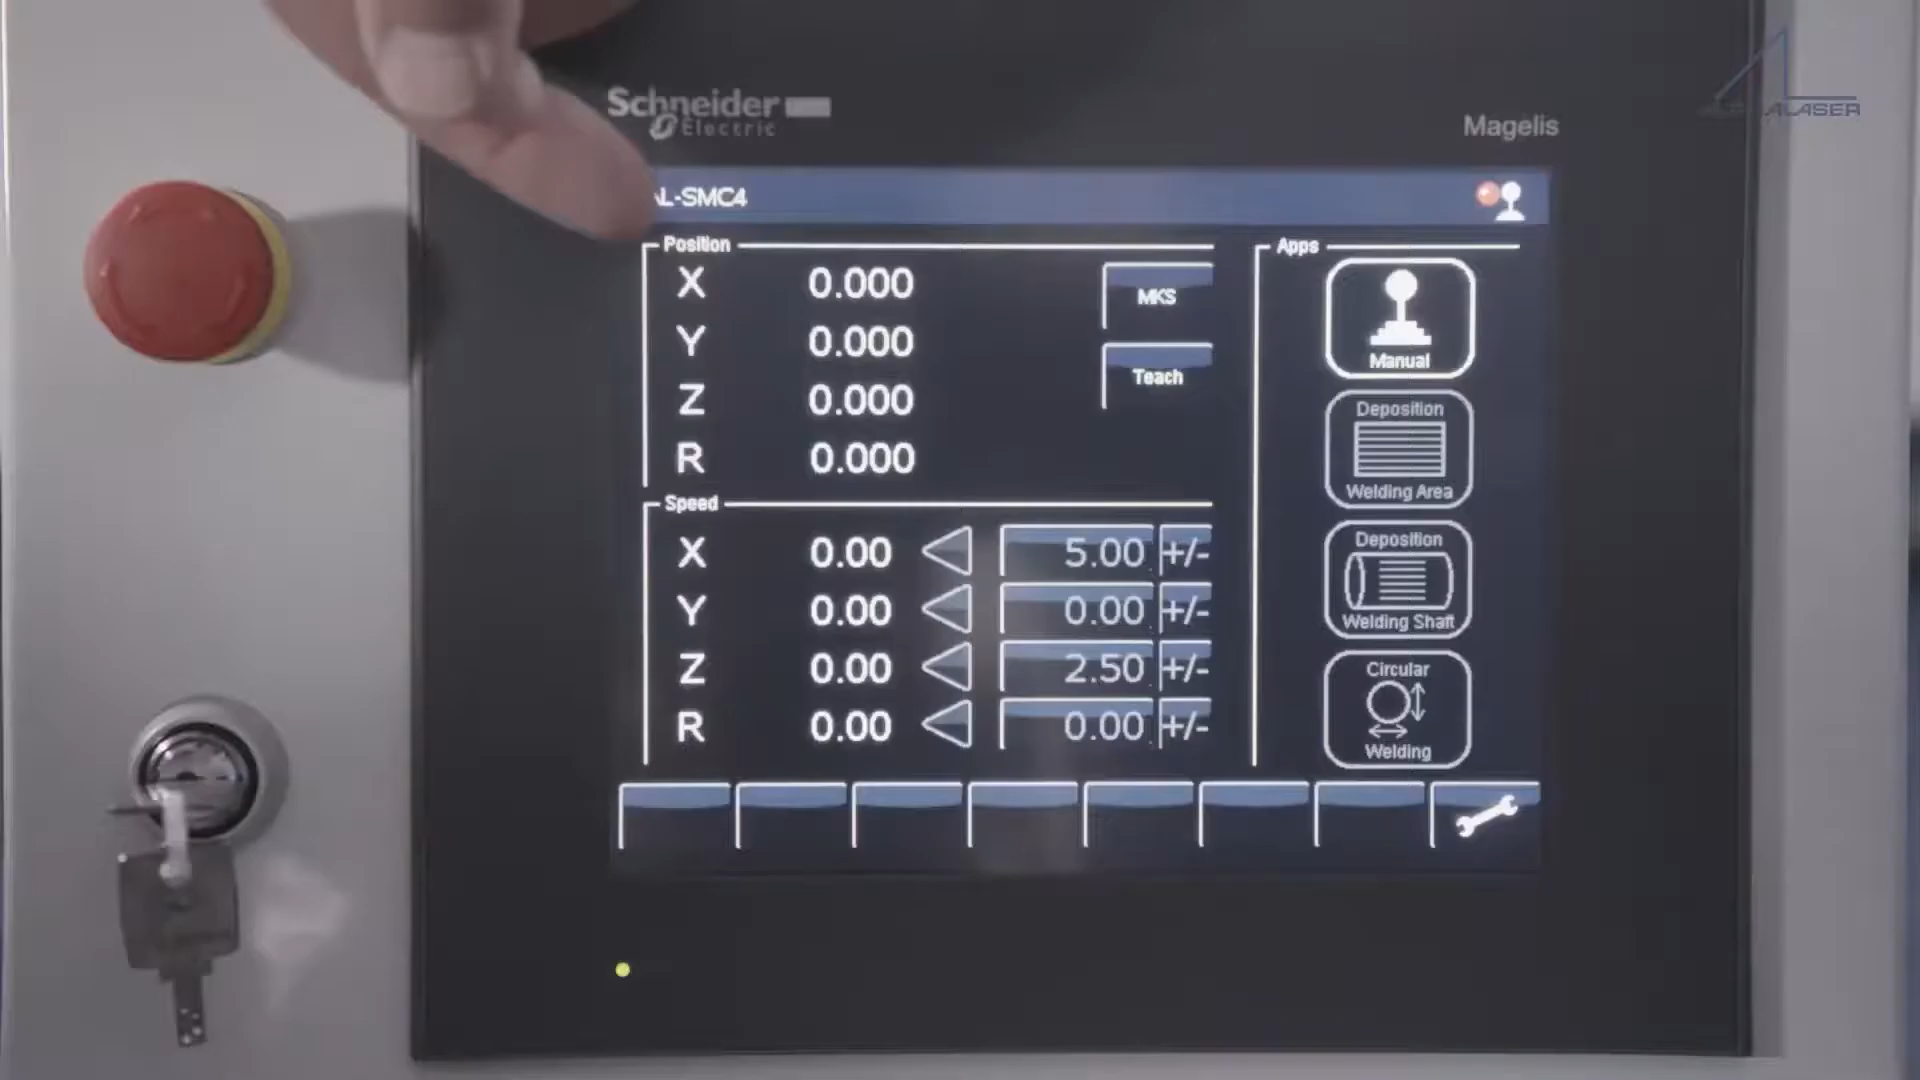 Schneider
Electric
Magelis
ALASER
AL-SMC4
Position
X 0.000
Y 0.000
Z 0.000
R 0.000
MKS
Teach
Speed
X 0.00 5.00 +/-
Y 0.00 0.00 +/-
Z 0.00 2.50 +/-
R 0.00 0.00 +/-
Apps
Manual
Deposition
Welding Area
Deposition
Welding Shaft
Circular
Welding